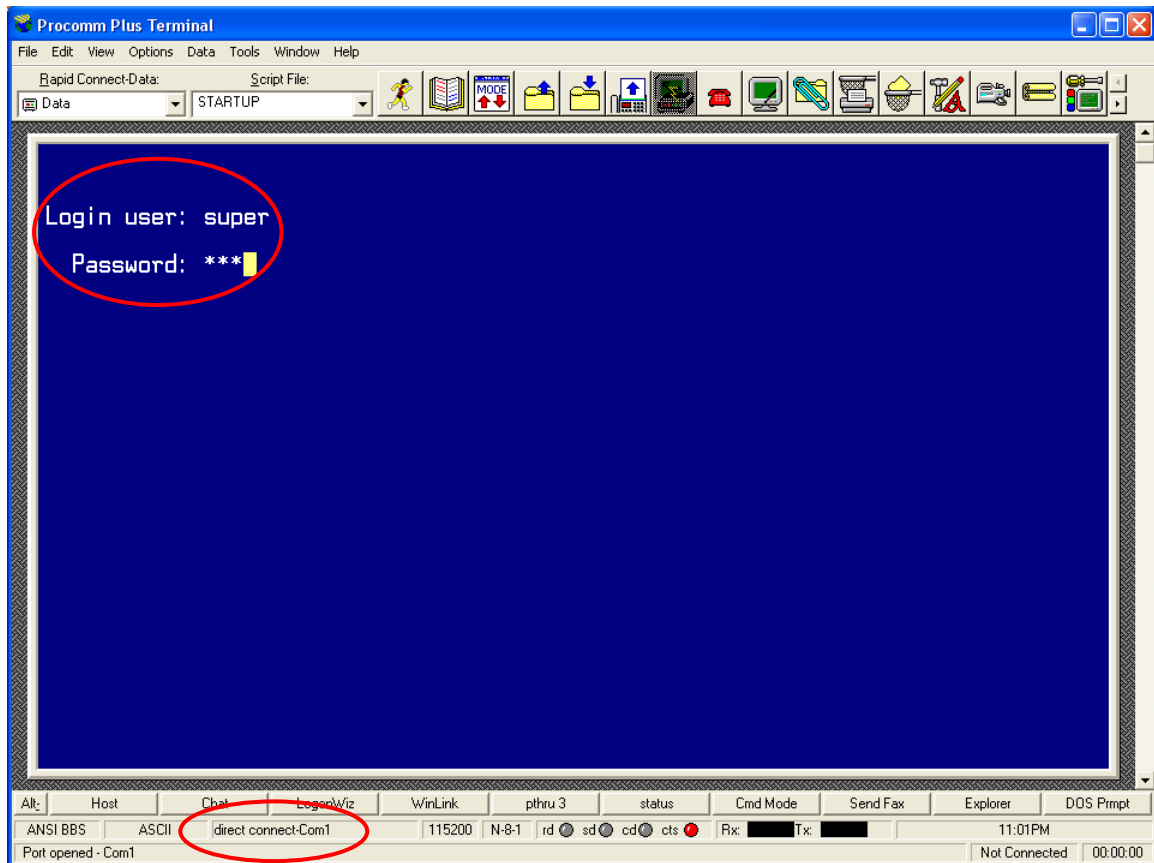 Procomm Plus Terminal
File Edit View Options Data Tools Window Help
Rapid Connect-Data: Script File:
Data STARTUP
MODE
Login user: super
Password: ***
Alt- Host Chat LogonWiz WinLink pthru 3 status Cmd Mode Send Fax Explorer DOS Prmpt
ANSI BBS ASCII direct connect-Com1 115200 N-8-1 rd sd cd cts Rx: Tx: 11:01PM
Port opened - Com1 Not Connected 00:00:00